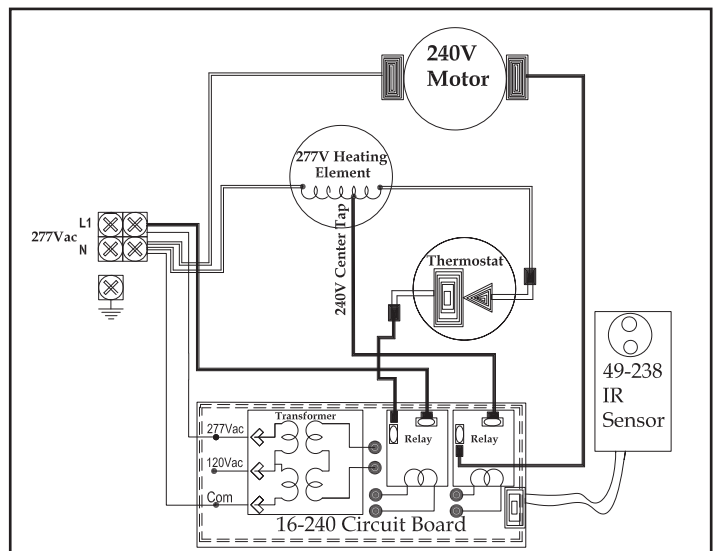 240V
Motor
277V Heating
Element
L1
277Vac
N
240V Center Tap
Thermostat
49-238
IR
Sensor
Transformer
277Vac
Relay
Relay
120Vac
Com
16-240 Circuit Board